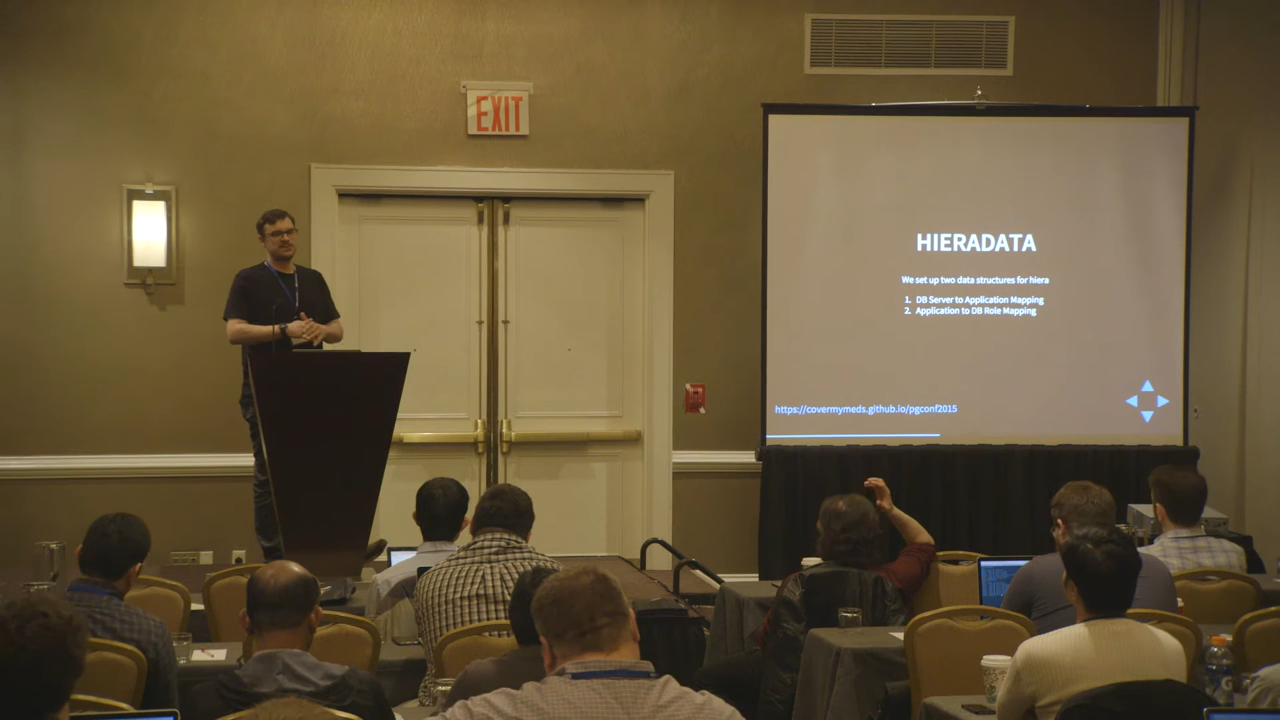 EXIT
HIERADATA
We set up two data structures for hiera
1. DB Server to Application Mapping
2. Application to DB Role Mapping
https://covermymeds.github.io/pgconf2015